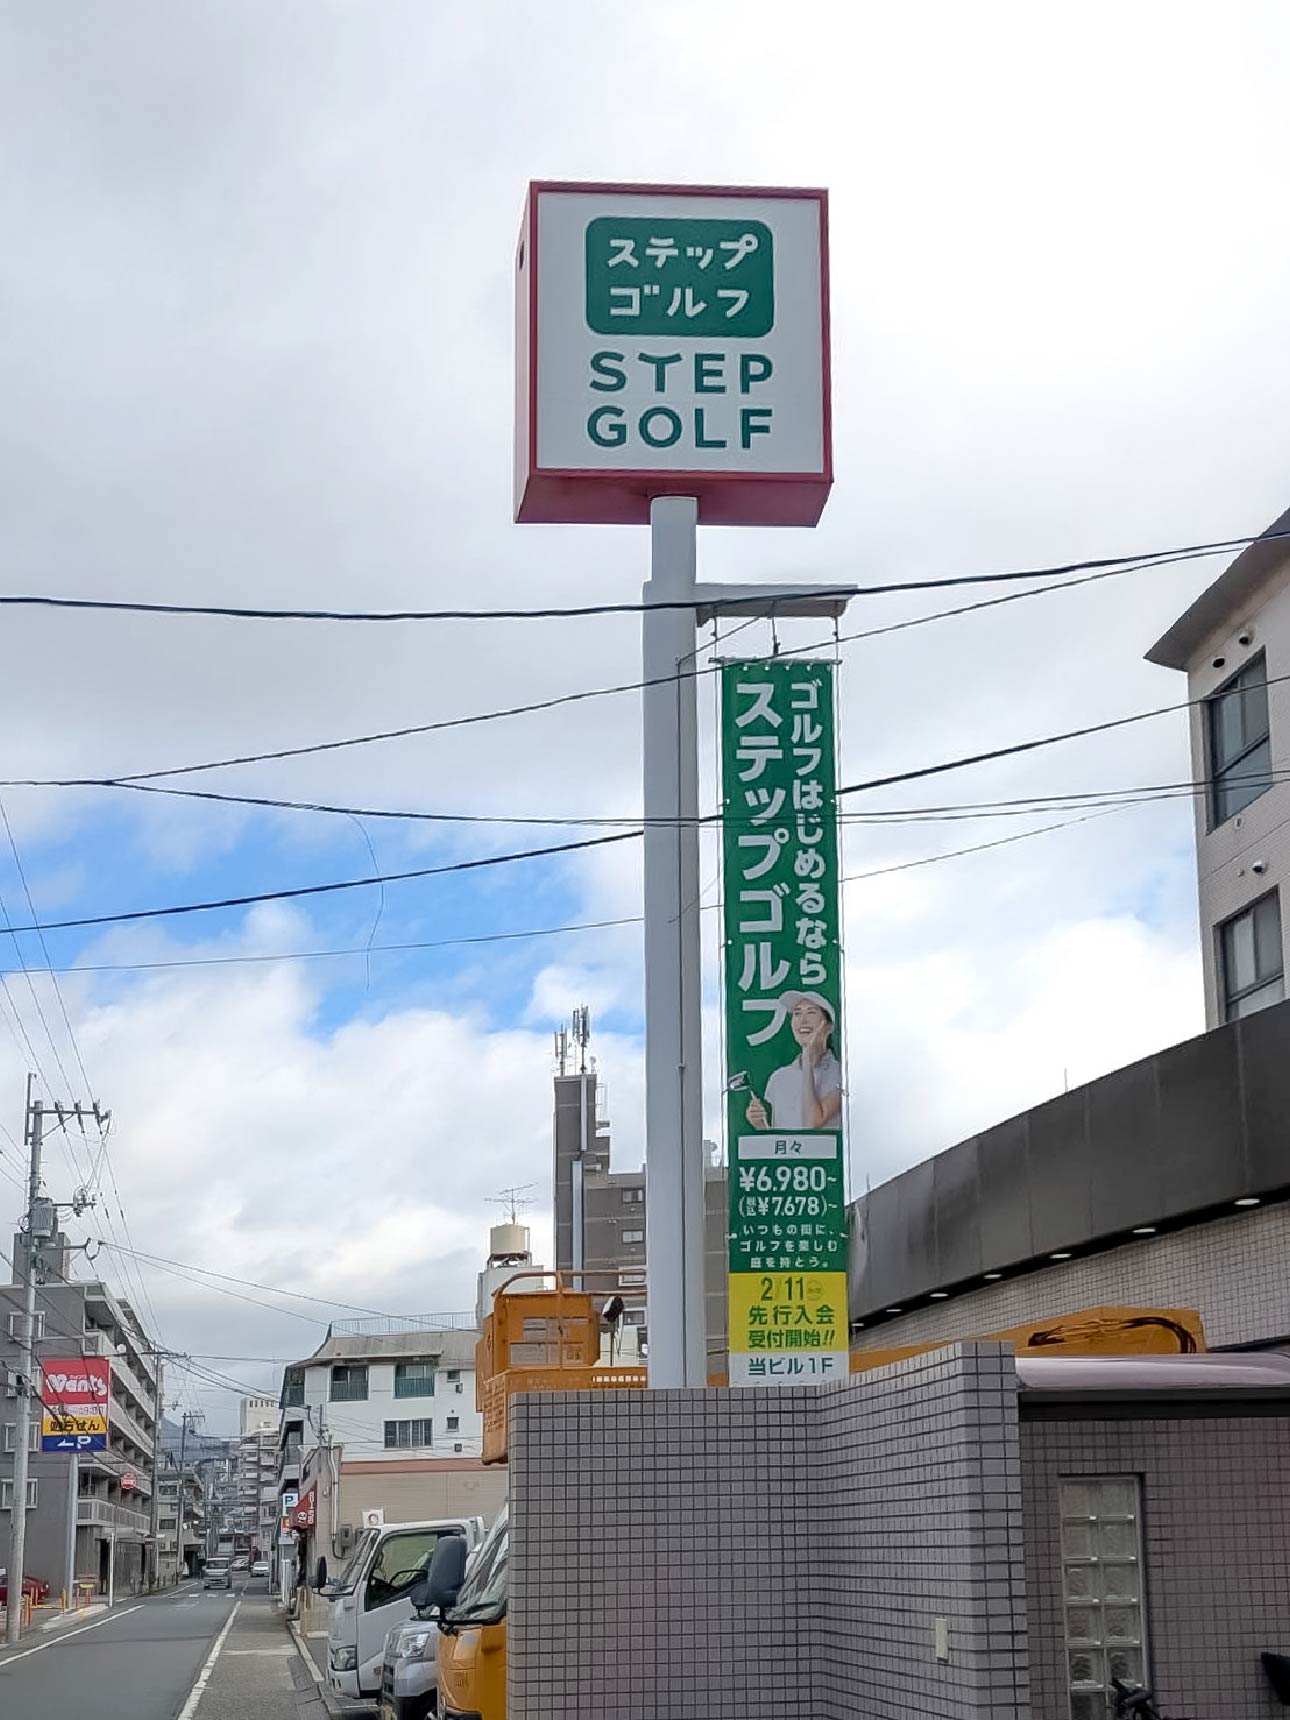 ステップ
ゴルフ
STEP
GOLF
ゴルフはじめるなら
ステップゴルフ
月々
¥6,980~
(税込¥7,678)~
いつもの街に、
ゴルフを楽しむ
庭を持とう。
2/11
先行入会
受付開始!!
当ビル1F
Wants
P